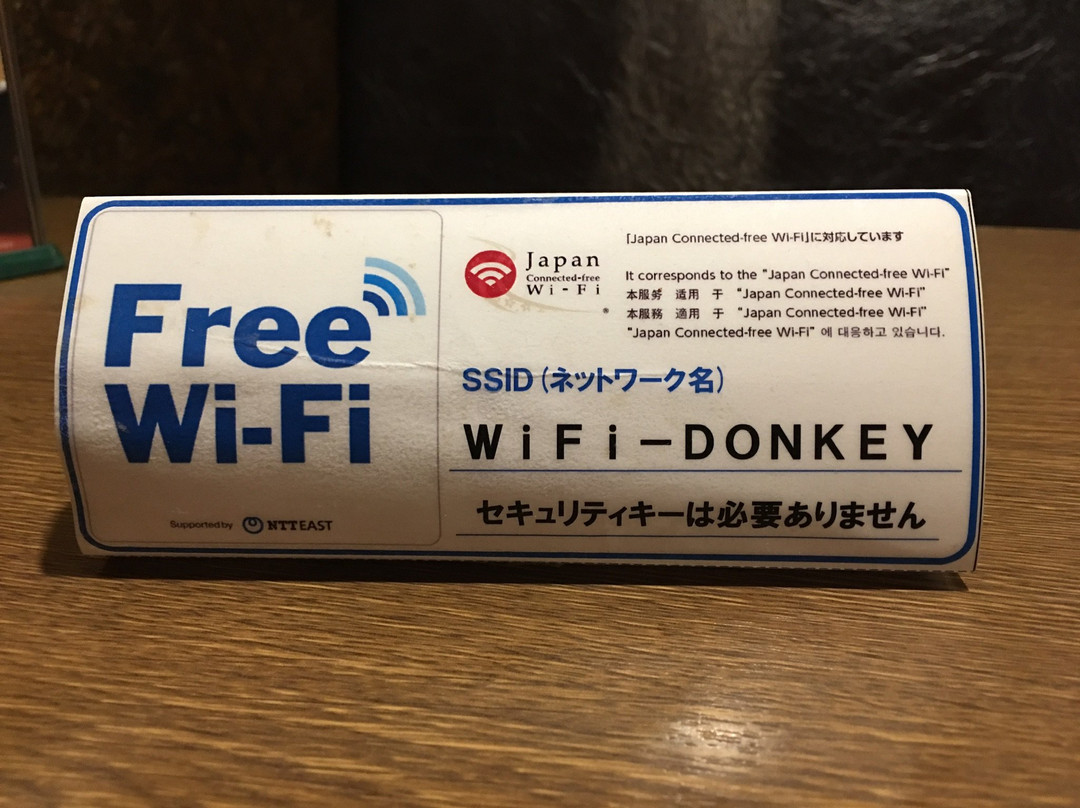 Free
Wi-Fi
Supported by NTT EAST
Japan
Connected-free
Wi-Fi
「Japan Connected-free Wi-Fi」に対応しています
It corresponds to the "Japan Connected-free Wi-Fi"
本服务 适用 于 "Japan Connected-free Wi-Fi"
本服務 適用 于 "Japan Connected-free Wi-Fi"
"Japan Connected-free Wi-Fi" 에 대응하고 있습니다.
SSID (ネットワーク名)
WiFi－DONKEY
セキュリティキーは必要ありません